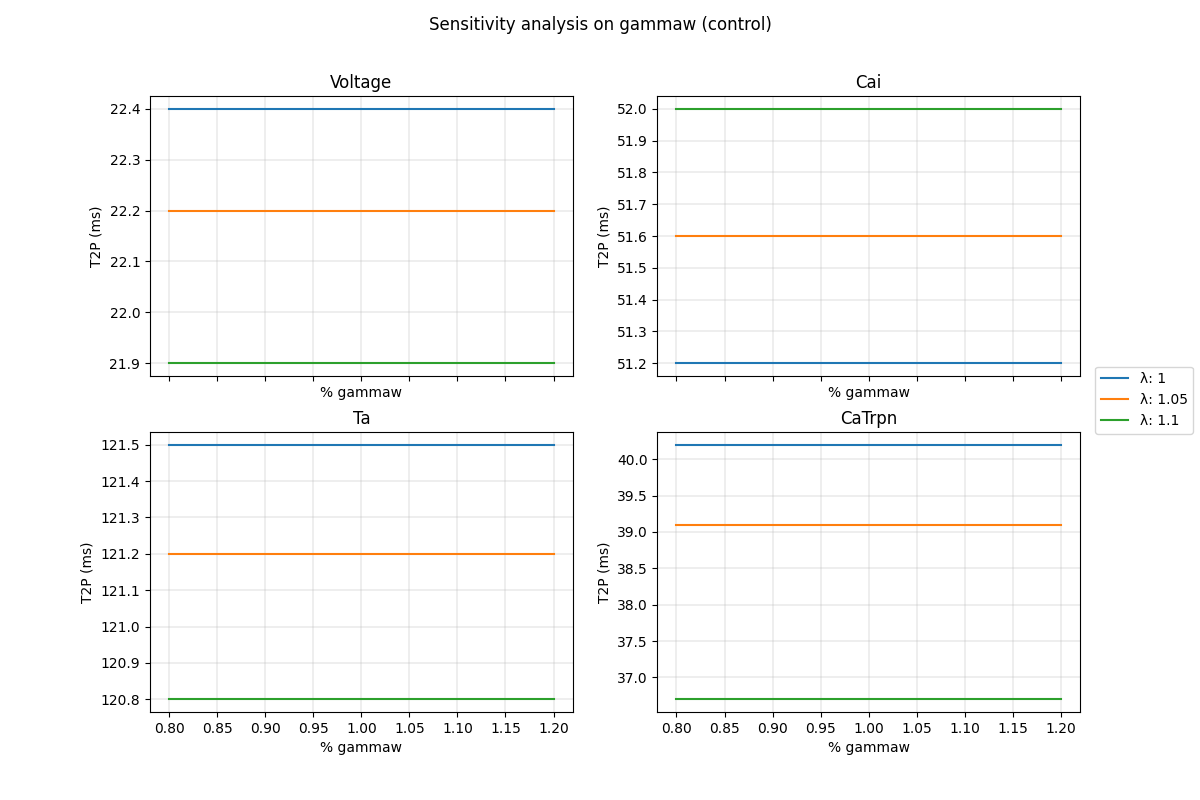 Sensitivity analysis on gammaw (control)
Voltage
T2P (ms)
22.4
22.3
22.2
22.1
22.0
21.9
% gammaw
Cai
T2P (ms)
52.0
51.9
51.8
51.7
51.6
51.5
51.4
51.3
51.2
% gammaw
λ: 1
λ: 1.05
λ: 1.1
Ta
T2P (ms)
121.5
121.4
121.3
121.2
121.1
121.0
120.9
120.8
0.80 0.85 0.90 0.95 1.00 1.05 1.10 1.15 1.20
% gammaw
CaTrpn
T2P (ms)
40.0
39.5
39.0
38.5
38.0
37.5
37.0
0.80 0.85 0.90 0.95 1.00 1.05 1.10 1.15 1.20
% gammaw